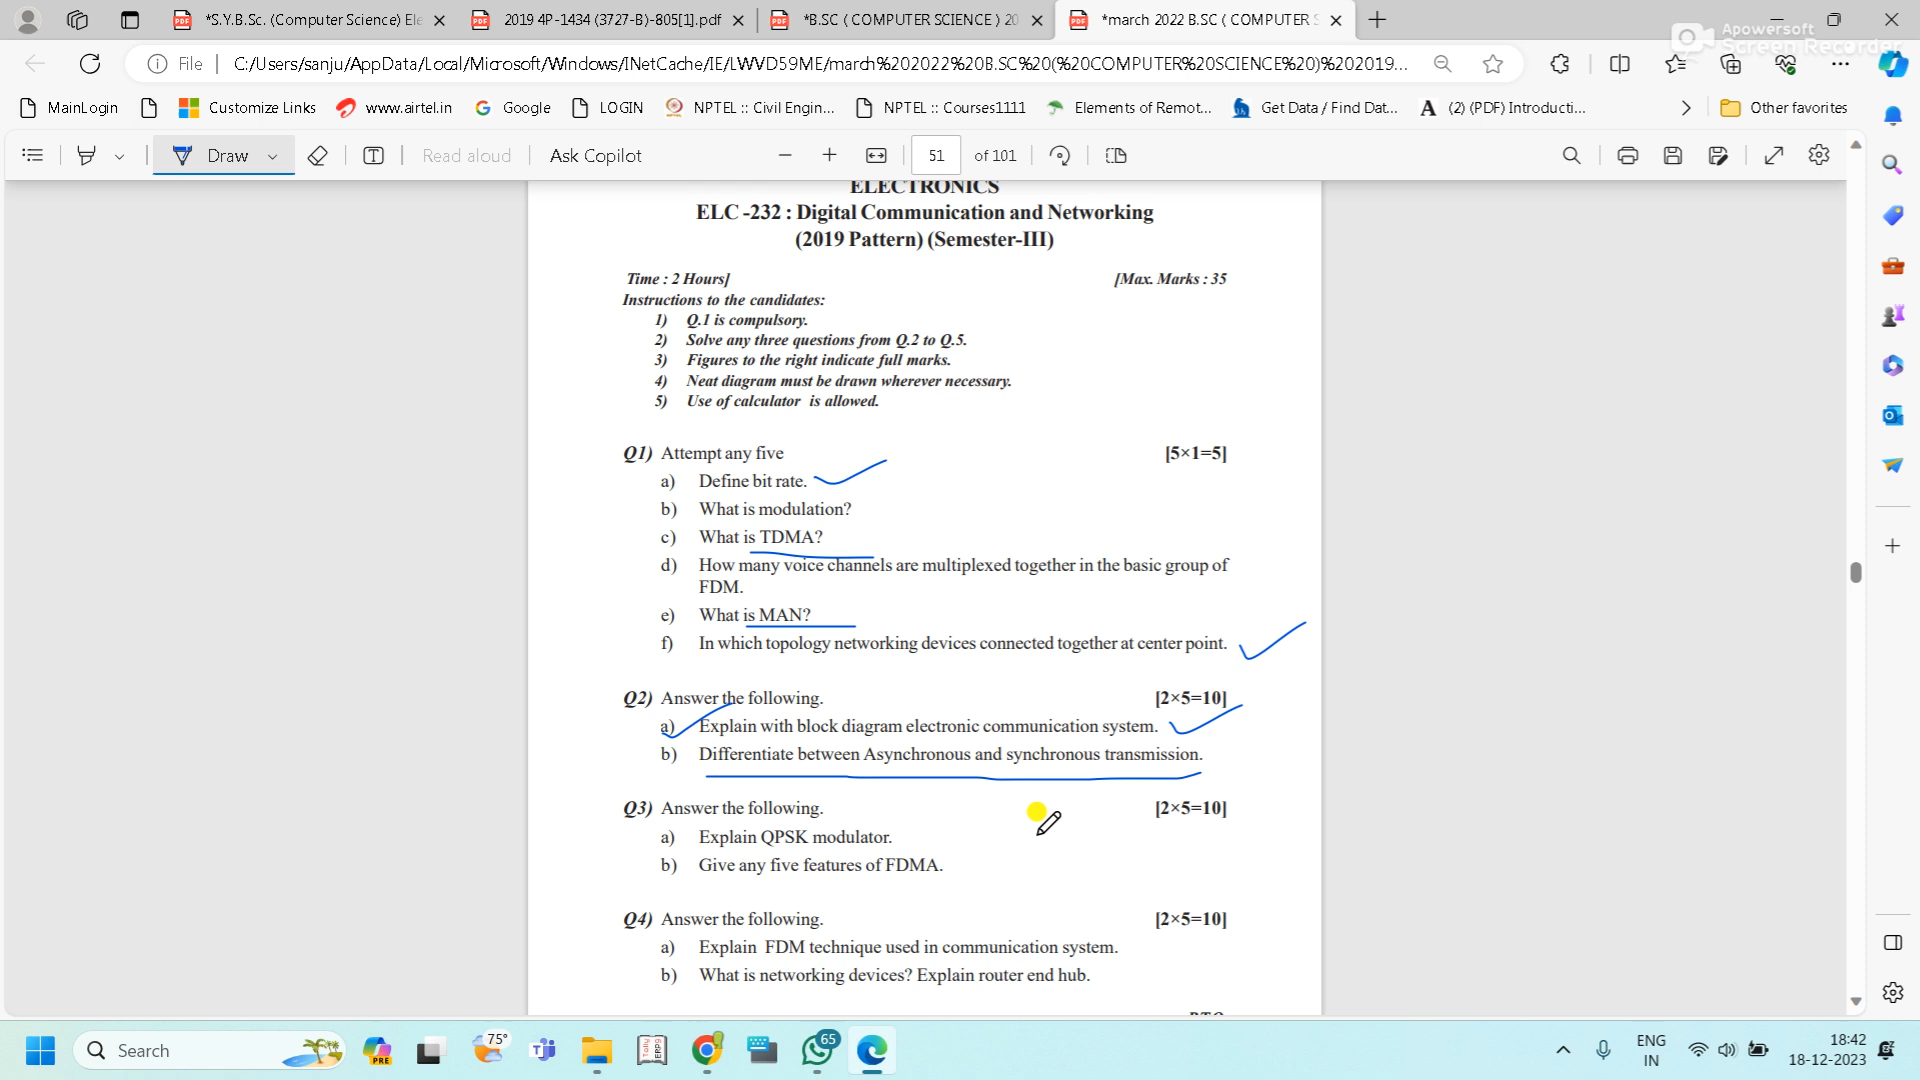 *S.Y.B.Sc. (Computer Science) Ele
2019 4P-1434 (3727-B)-805[1].pdf
*B.SC ( COMPUTER SCIENCE ) 20
*march 2022 B.SC ( COMPUTER S
Apowersoft
Screen Recorder
File
C:/Users/sanju/AppData/Local/Microsoft/Windows/INetCache/IE/LWVD59ME/march%202022%20B.SC%20(%20COMPUTER%20SCIENCE%20)%202019...
MainLogin
Customize Links
www.airtel.in
Google
LOGIN
NPTEL :: Civil Engin...
NPTEL :: Courses1111
Elements of Remot...
Get Data / Find Dat...
(2) (PDF) Introducti...
Other favorites
Draw
Read aloud
Ask Copilot
51
of 101
ELECTRONICS
ELC -232 : Digital Communication and Networking
(2019 Pattern) (Semester-III)
Time : 2 Hours]
[Max. Marks : 35
Instructions to the candidates:
1) Q.1 is compulsory.
2) Solve any three questions from Q.2 to Q.5.
3) Figures to the right indicate full marks.
4) Neat diagram must be drawn wherever necessary.
5) Use of calculator is allowed.
Q1) Attempt any five [5×1=5]
a) Define bit rate.
b) What is modulation?
c) What is TDMA?
d) How many voice channels are multiplexed together in the basic group of
FDM.
e) What is MAN?
f) In which topology networking devices connected together at center point.
Q2) Answer the following. [2×5=10]
a) Explain with block diagram electronic communication system.
b) Differentiate between Asynchronous and synchronous transmission.
Q3) Answer the following. [2×5=10]
a) Explain QPSK modulator.
b) Give any five features of FDMA.
Q4) Answer the following. [2×5=10]
a) Explain FDM technique used in communication system.
b) What is networking devices? Explain router end hub.
P.T.O.
Search
PRE
75°
65
ENG
IN
18:42
18-12-2023